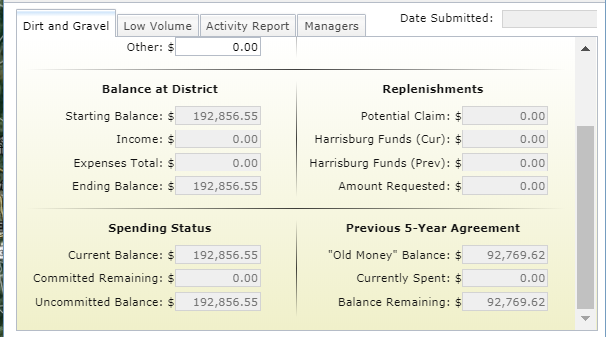 Dirt and Gravel Low Volume Activity Report Managers Date Submitted:
Other: $ 0.00
Balance at District
Starting Balance: $ 192,856.55
Income: $ 0.00
Expenses Total: $ 0.00
Ending Balance: $ 192,856.55
Replenishments
Potential Claim: $ 0.00
Harrisburg Funds (Cur): $ 0.00
Harrisburg Funds (Prev): $ 0.00
Amount Requested: $ 0.00
Spending Status
Current Balance: $ 192,856.55
Committed Remaining: $ 0.00
Uncommitted Balance: $ 192,856.55
Previous 5-Year Agreement
"Old Money" Balance: $ 92,769.62
Currently Spent: $ 0.00
Balance Remaining: $ 92,769.62